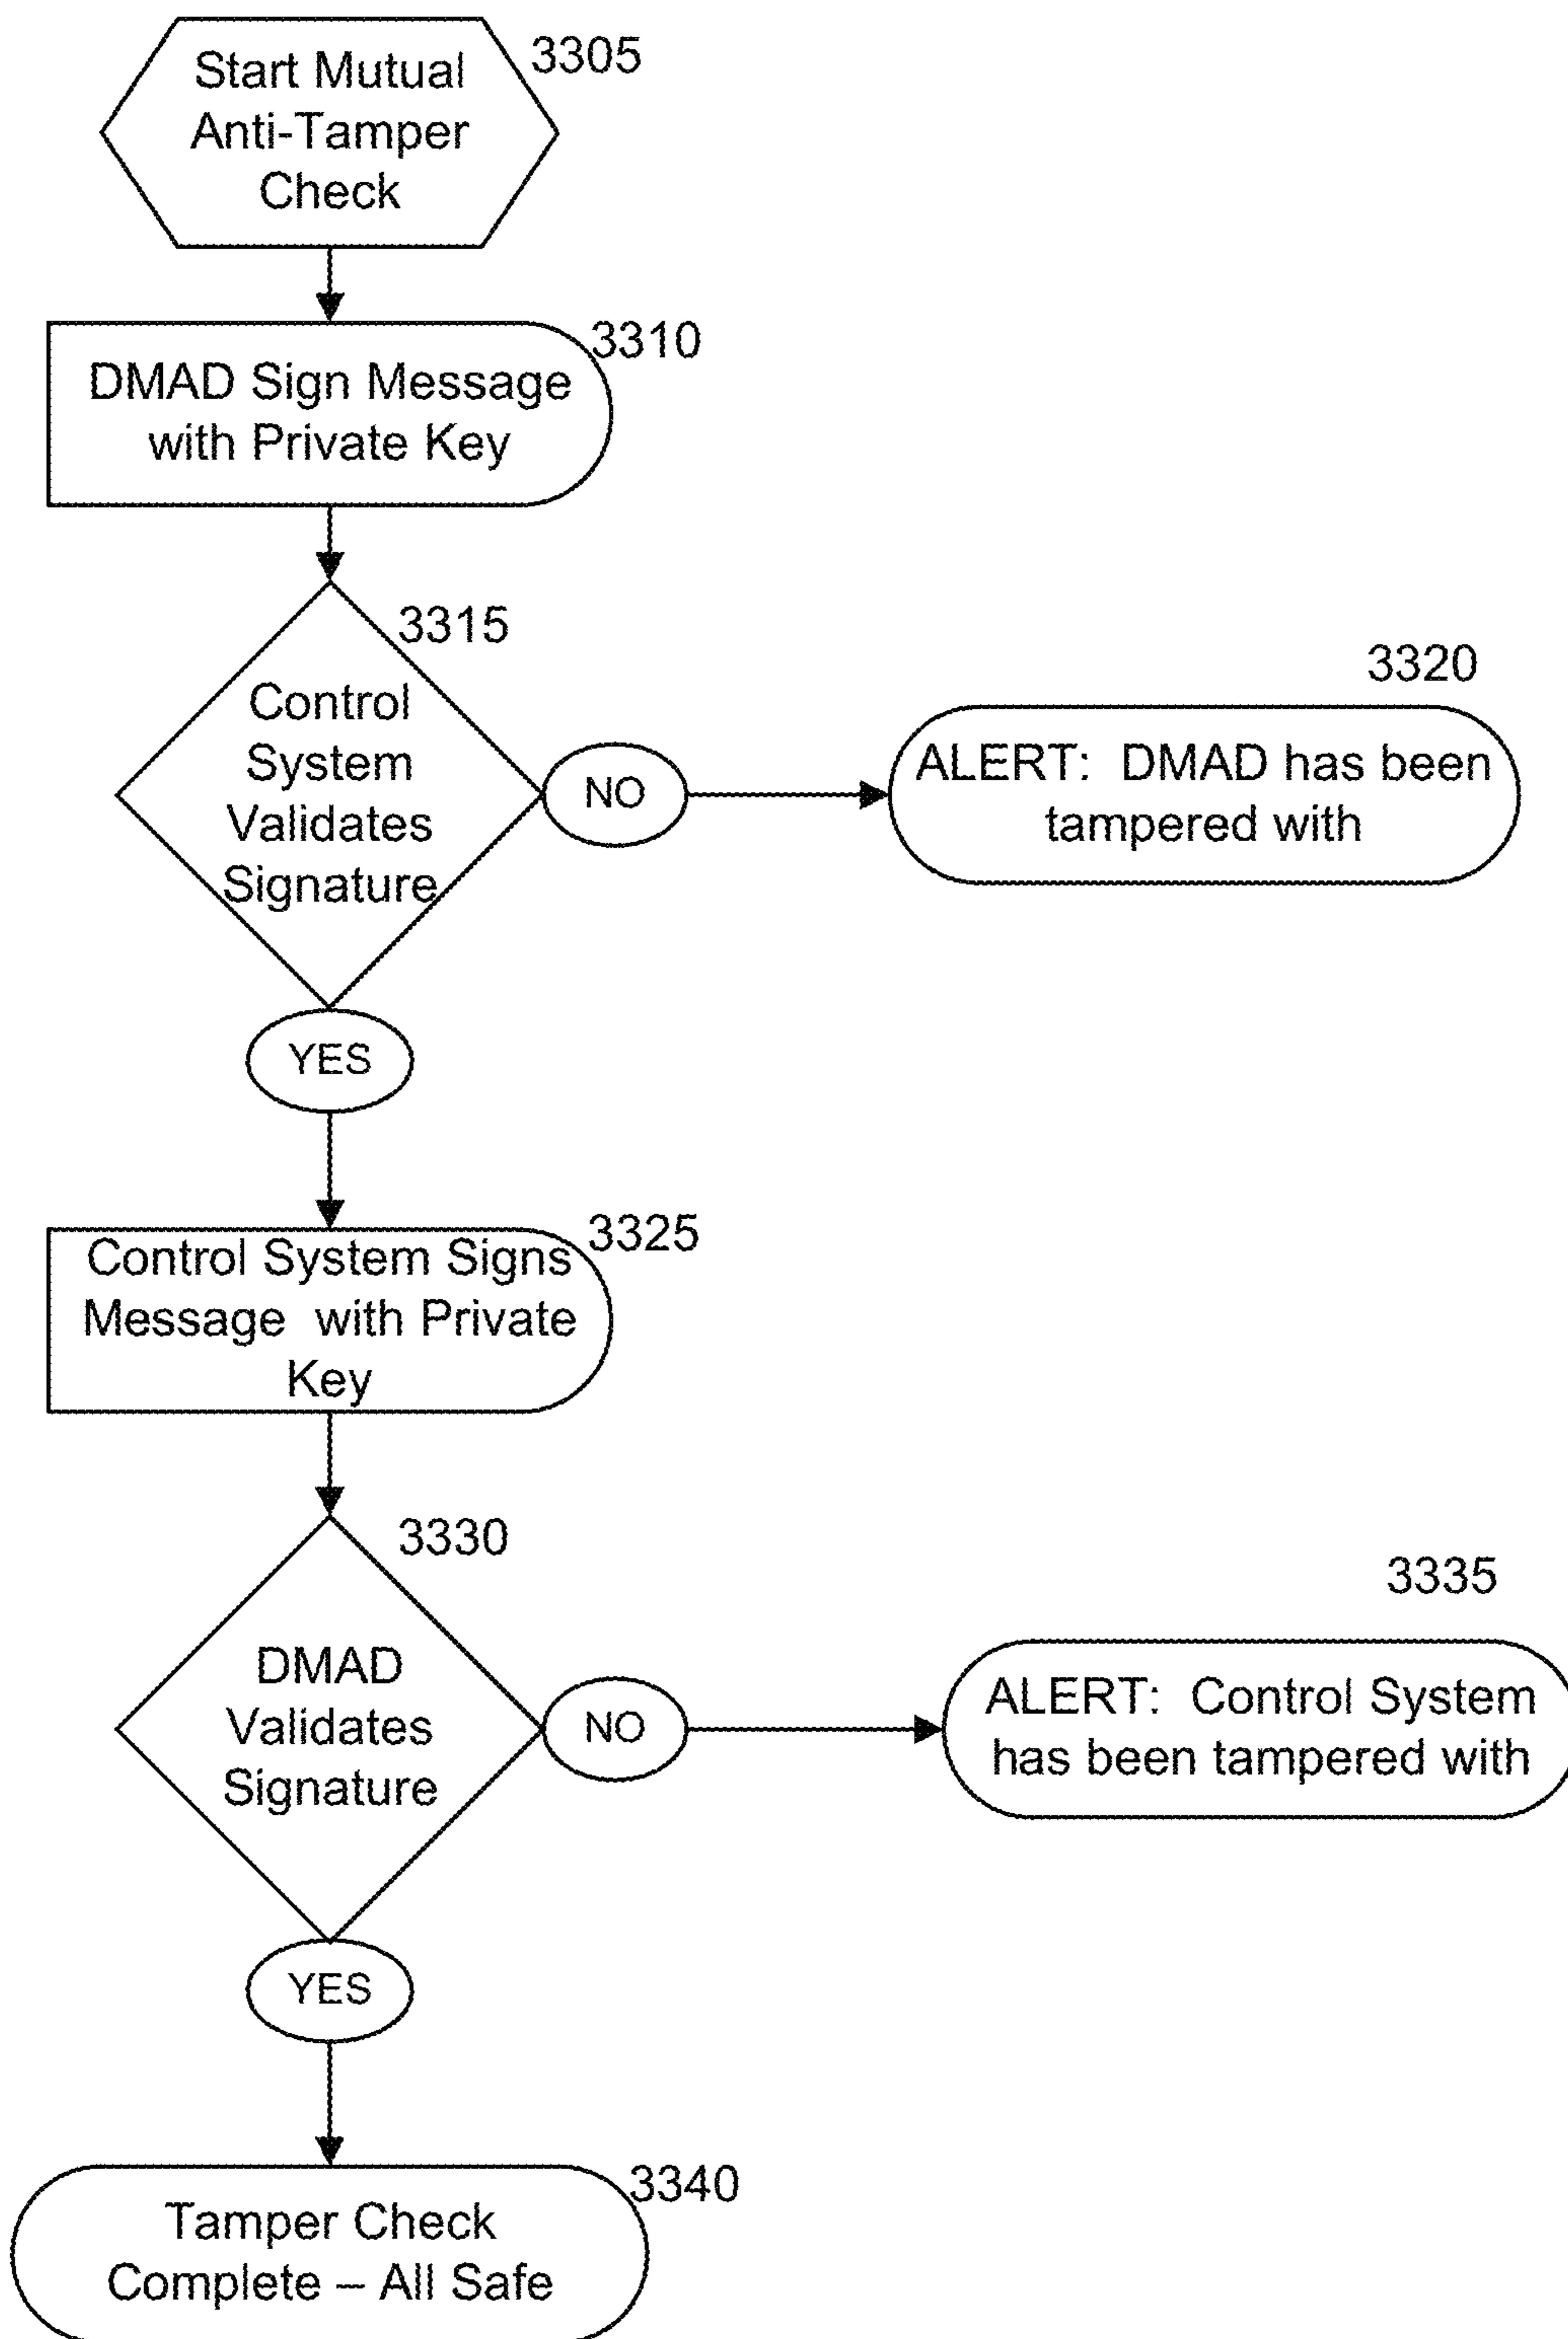 Start Mutual
Anti-Tamper
Check
3305
DMAD Sign Message
with Private Key
3310
3315
Control
System
Validates
Signature
NO
3320
ALERT:  DMAD has been
tampered with
YES
Control System Signs
Message  with Private
Key
3325
3330
DMAD
Validates
Signature
NO
3335
ALERT:  Control System
has been tampered with
YES
3340
Tamper Check
Complete – All Safe